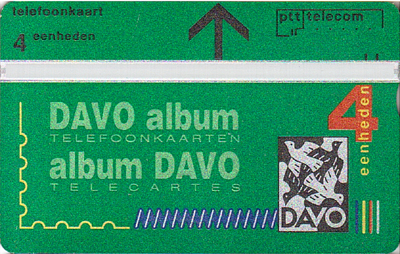 telefoonkaart
4 eenheden
ptt telecom
DAVO album
TELEFOONKAARTEN
album DAVO
TELECARTES
4
eenheden
DAVO